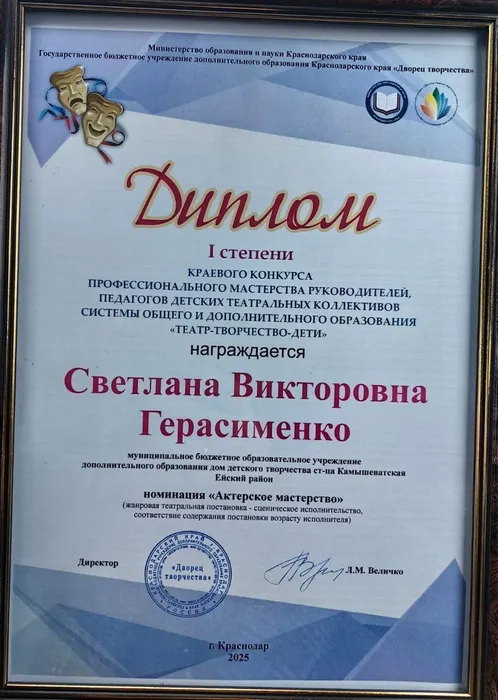 Министерство образования и науки Краснодарского края
Государственное бюджетное учреждение дополнительного образования Краснодарского края «Дворец творчества»
Диплом
I степени
КРАЕВОГО КОНКУРСА
ПРОФЕССИОНАЛЬНОГО МАСТЕРСТВА РУКОВОДИТЕЛЕЙ,
ПЕДАГОГОВ ДЕТСКИХ ТЕАТРАЛЬНЫХ КОЛЛЕКТИВОВ
СИСТЕМЫ ОБЩЕГО И ДОПОЛНИТЕЛЬНОГО ОБРАЗОВАНИЯ
«ТЕАТР-ТВОРЧЕСТВО-ДЕТИ»
награждается
Светлана Викторовна
Герасименко
муниципальное бюджетное образовательное учреждение
дополнительного образования дом детского творчества ст-ца Камышеватская
Ейский район
номинация «Актерское мастерство»
(жанровая театральная постановка - сценическое исполнительство,
соответствие содержания постановки возрасту исполнителя)
Директор
«Дворец
творчества»
Л.М. Величко
г. Краснодар
2025